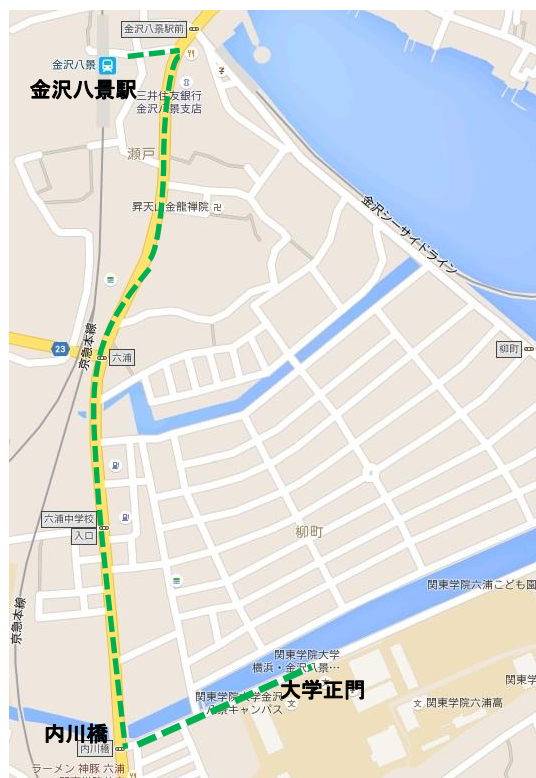 金沢八景駅前
金沢八景
金沢八景駅
三井住友銀行
金沢八景支店
瀬戸
昇天山金龍禅院
金沢シーサイドライン
23
京急本線
六浦
柳町
六浦中学校
入口
柳町
京急本線
関東学院六浦こども園
関東学院大学
横浜・金沢八景…
大学正門
関東学院大学金沢
八景キャンパス
関東学
文 関東学院六浦高
文
内川橋
内川橋
ラーメン 神豚 六浦